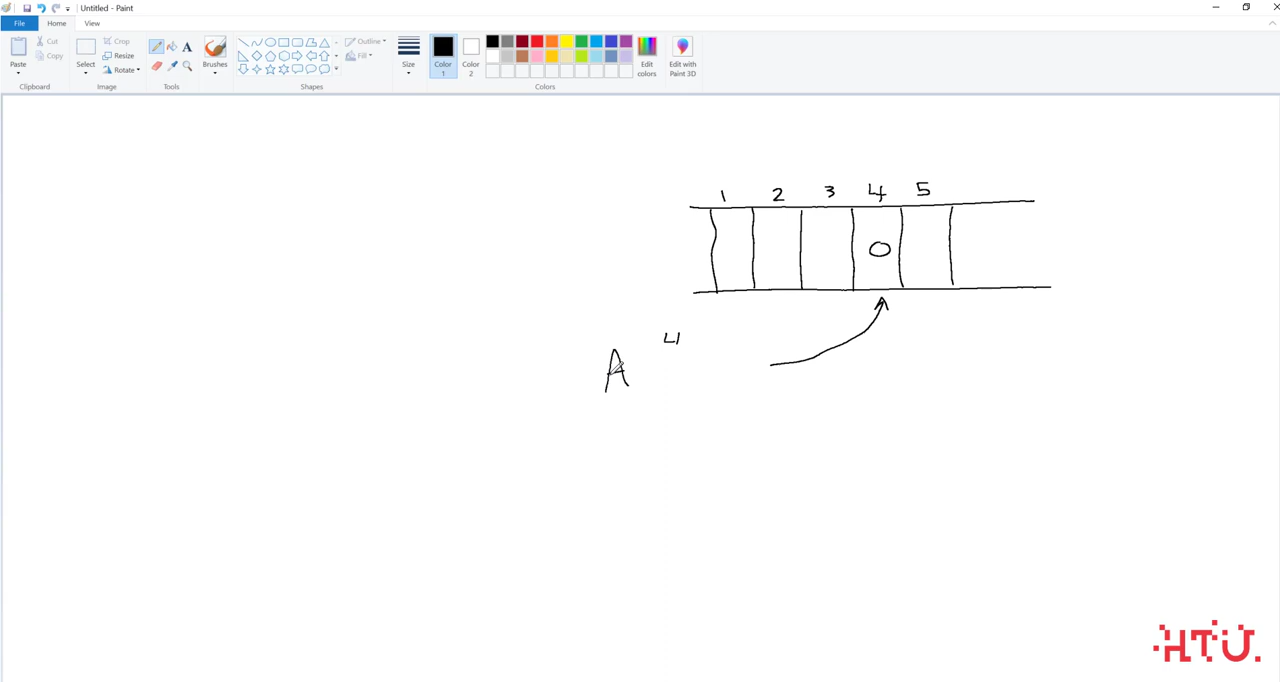 Untitled - Paint
File Home View
Paste
Cut
Copy
Clipboard
Select
Crop
Resize
Rotate
Image
A
Tools
Brushes
Outline
Fill
Shapes
Size
Color 1
Color 2
Colors
Edit colors
Edit with Paint 3D
1 2 3 4 5
0
4
A
HTU.